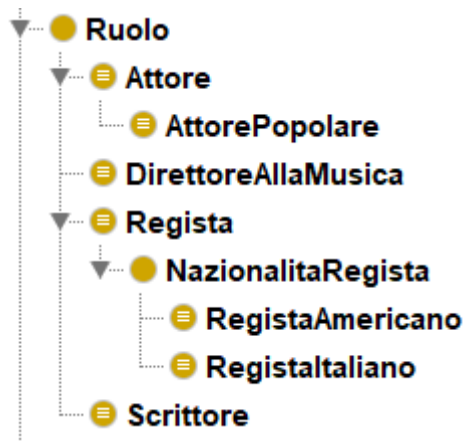 Ruolo
Attore
AttorePopolare
DirettoreAllaMusica
Regista
NazionalitaRegista
RegistaAmericano
RegistaItaliano
Scrittore